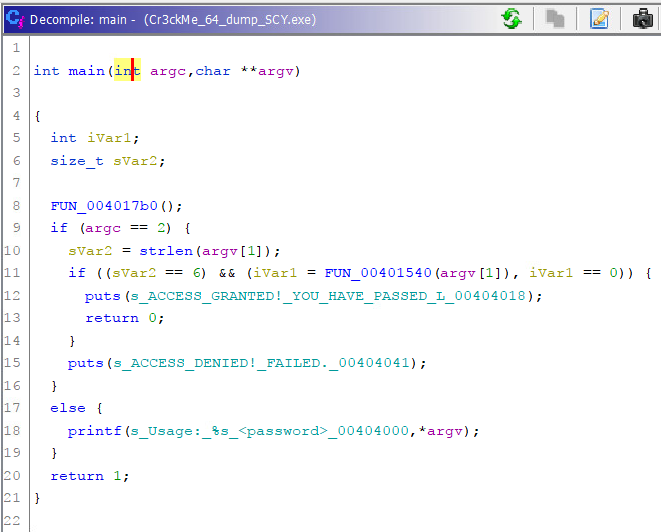 Decompile: main - (Cr3ckMe_64_dump_SCY.exe)
1
2 int main(int argc,char **argv)
3
4 {
5 int iVar1;
6 size_t sVar2;
7
8 FUN_004017b0();
9 if (argc == 2) {
10 sVar2 = strlen(argv[1]);
11 if ((sVar2 == 6) && (iVar1 = FUN_00401540(argv[1]), iVar1 == 0)) {
12 puts(s_ACCESS_GRANTED!_YOU_HAVE_PASSED_L_00404018);
13 return 0;
14 }
15 puts(s_ACCESS_DENIED!_FAILED._00404041);
16 }
17 else {
18 printf(s_Usage:_%s_<password>_00404000,*argv);
19 }
20 return 1;
21 }
22